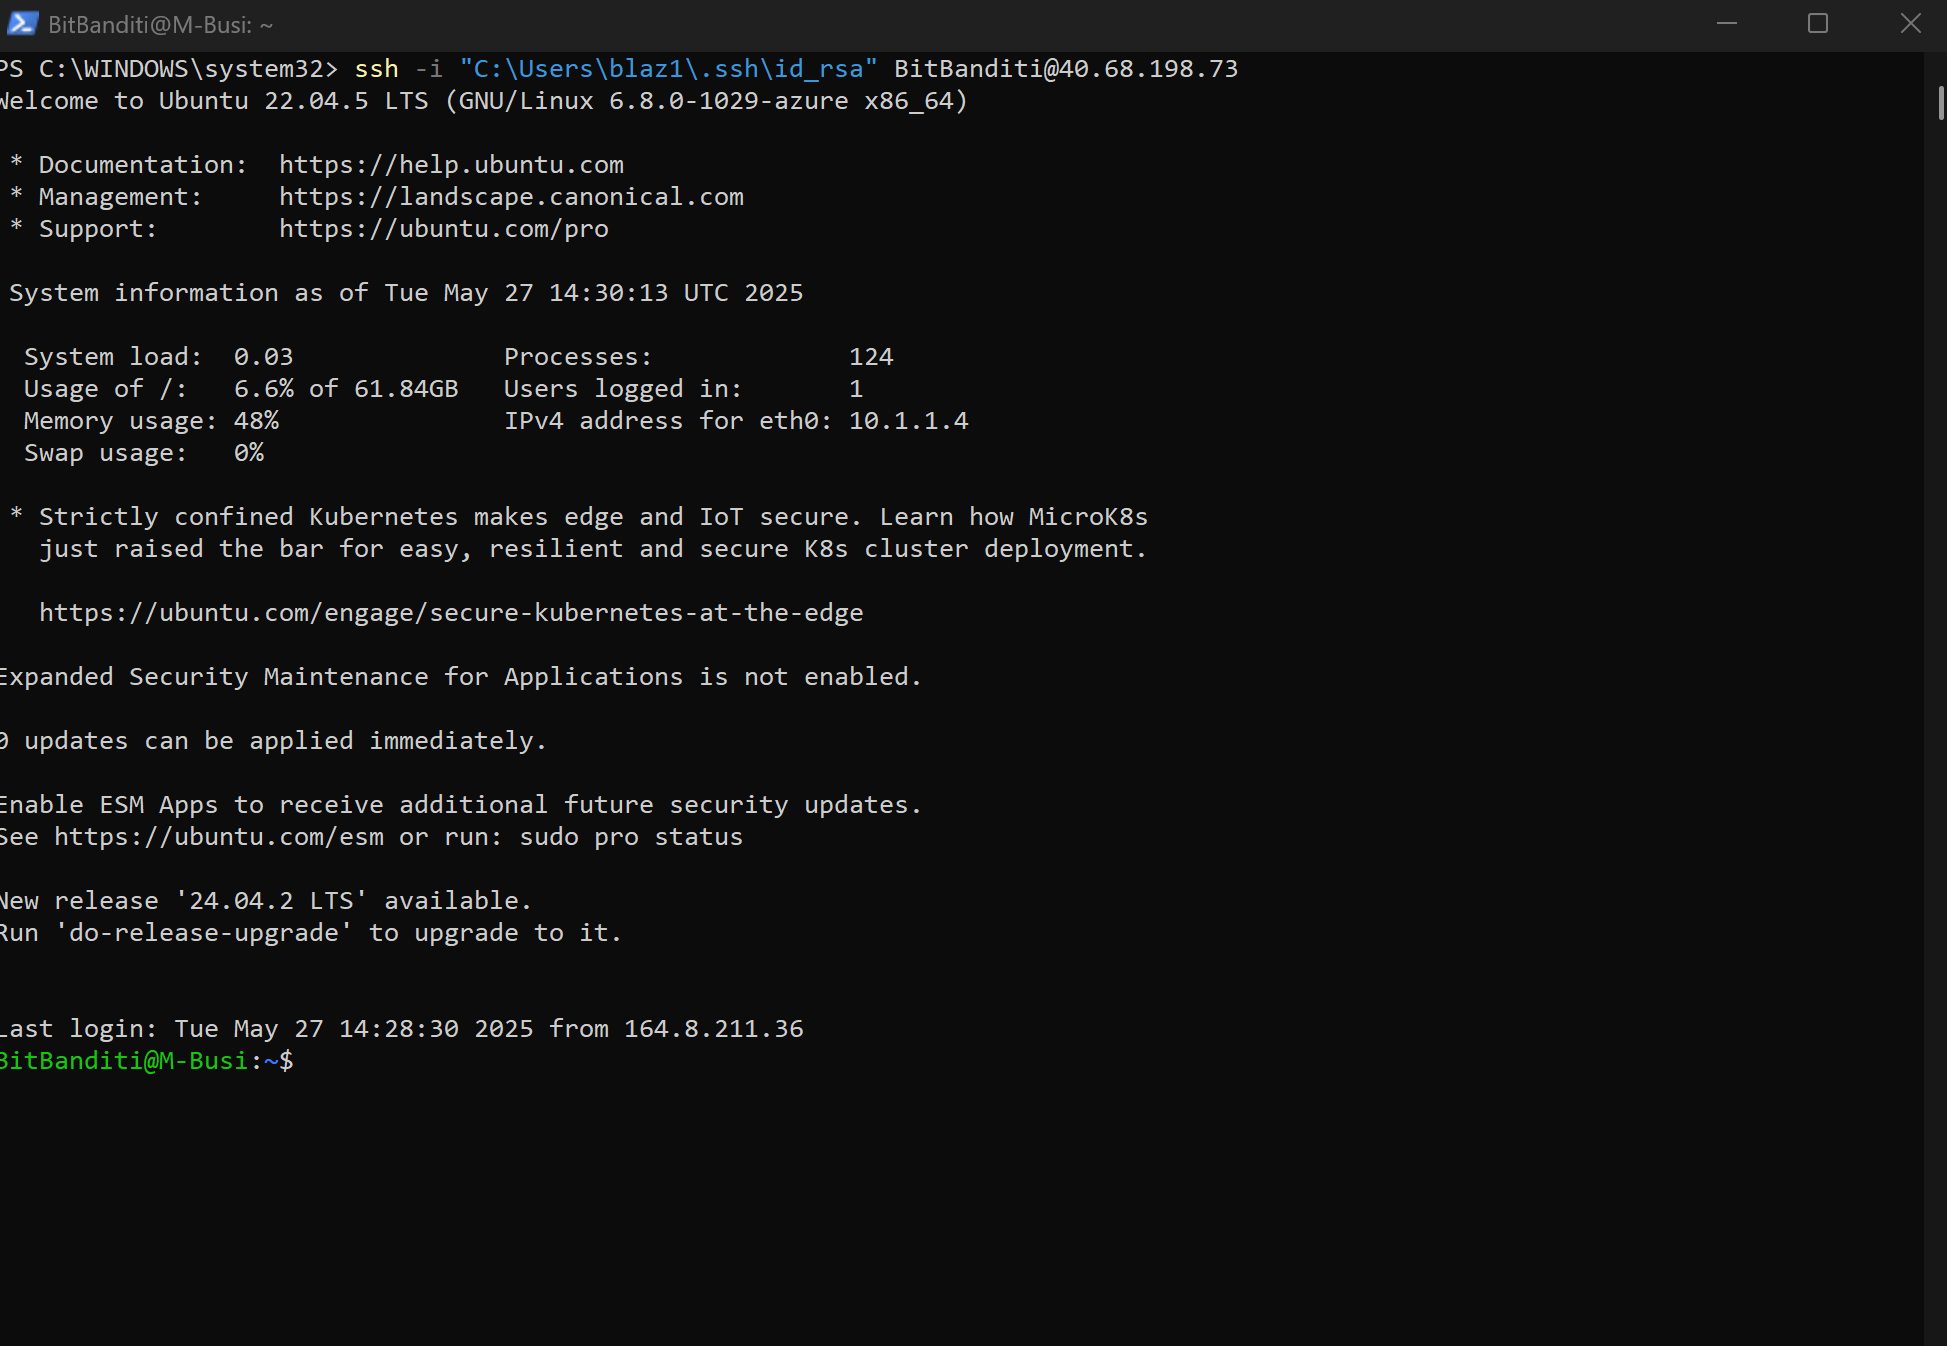 BitBanditi@M-Busi: ~
PS C:\WINDOWS\system32> ssh -i "C:\Users\blaz1\.ssh\id_rsa" BitBanditi@40.68.198.73
Welcome to Ubuntu 22.04.5 LTS (GNU/Linux 6.8.0-1029-azure x86_64)
* Documentation:  https://help.ubuntu.com
* Management:     https://landscape.canonical.com
* Support:        https://ubuntu.com/pro
System information as of Tue May 27 14:30:13 UTC 2025
System load:  0.03              Processes:             124
Usage of /:   6.6% of 61.84GB   Users logged in:       1
Memory usage: 48%               IPv4 address for eth0: 10.1.1.4
Swap usage:   0%
* Strictly confined Kubernetes makes edge and IoT secure. Learn how MicroK8s
just raised the bar for easy, resilient and secure K8s cluster deployment.
https://ubuntu.com/engage/secure-kubernetes-at-the-edge
Expanded Security Maintenance for Applications is not enabled.
0 updates can be applied immediately.
Enable ESM Apps to receive additional future security updates.
See https://ubuntu.com/esm or run: sudo pro status
New release '24.04.2 LTS' available.
Run 'do-release-upgrade' to upgrade to it.
Last login: Tue May 27 14:28:30 2025 from 164.8.211.36
BitBanditi@M-Busi:~$